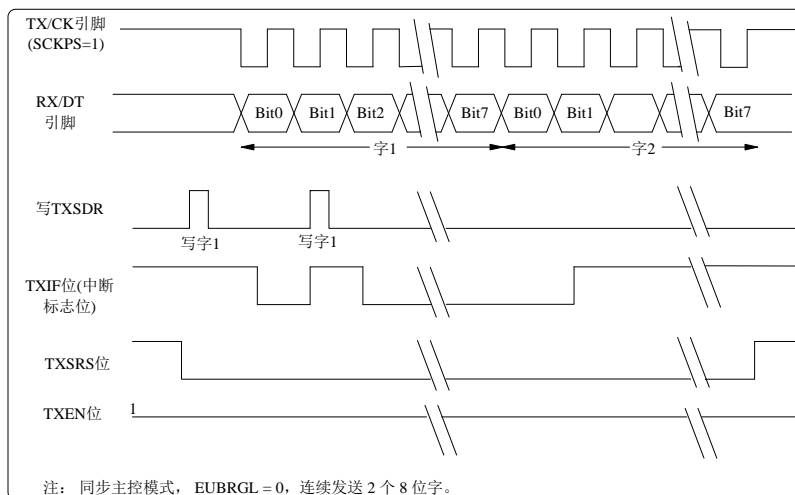 TX/CK引脚
(SCKPS=1)
RX/DT
引脚
Bit0
Bit1
Bit2
Bit7
Bit0
Bit1
Bit7
字1
字2
写TXSDR
写字1
写字1
TXIF位(中断
标志位)
TXSRS位
TXEN位
1
注： 同步主控模式， EUBRGL = 0，连续发送 2 个 8 位字。